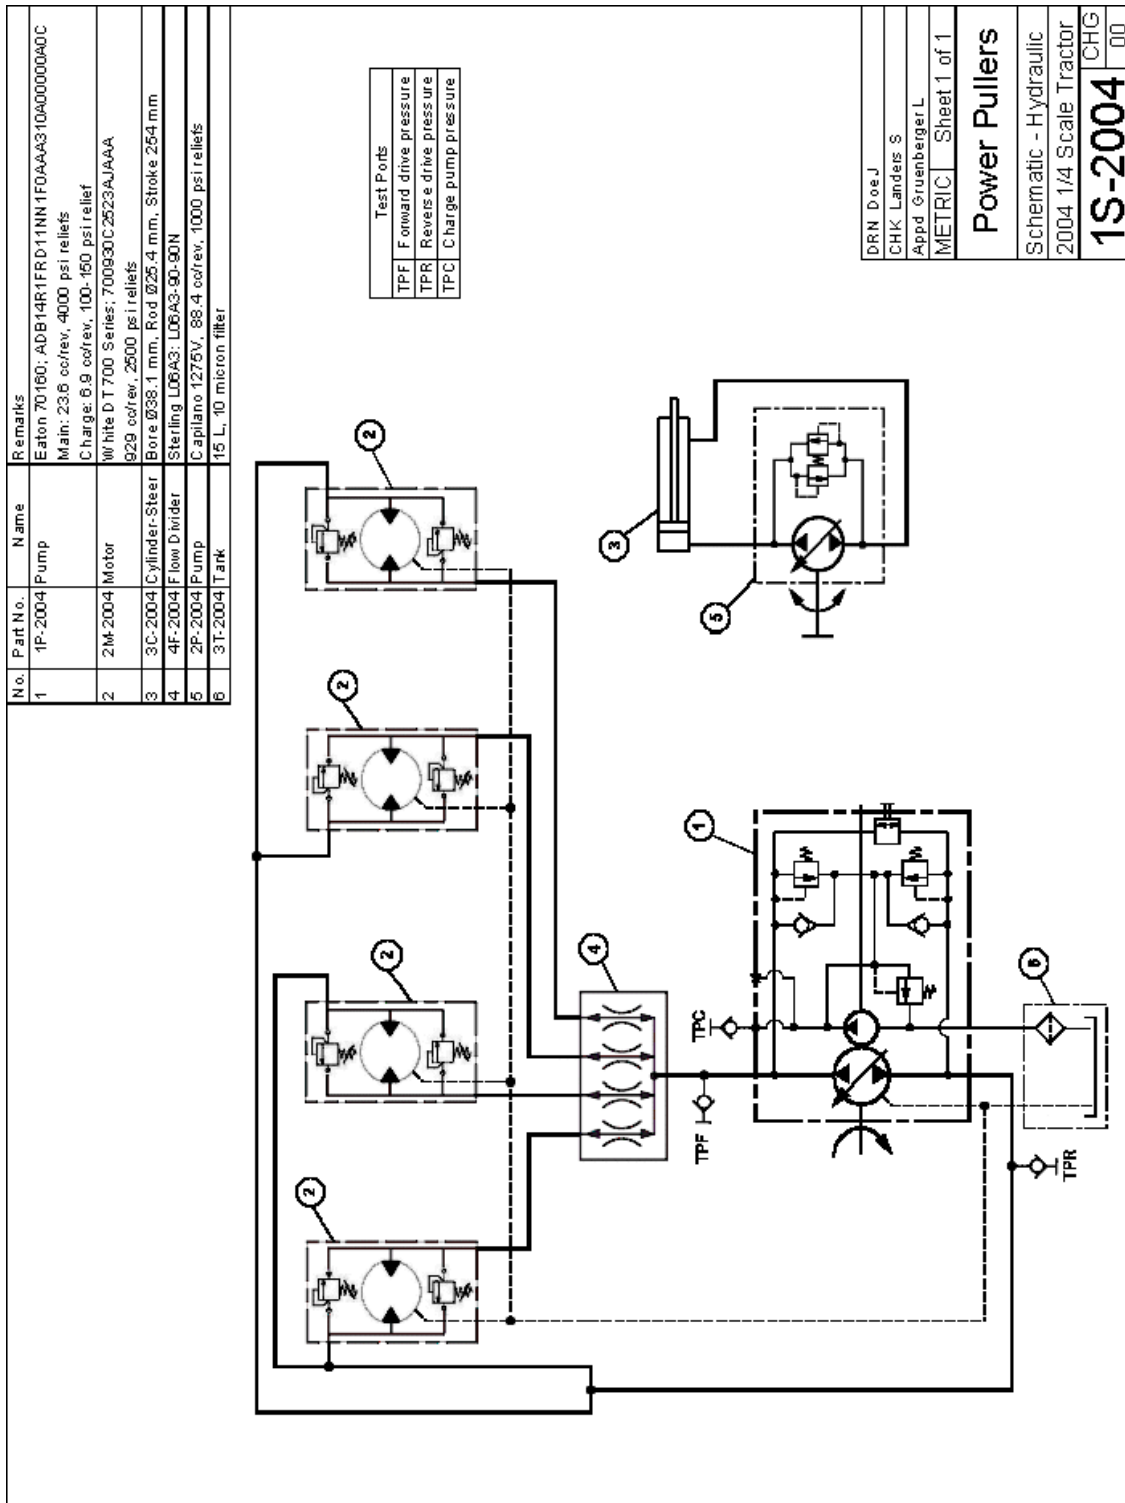 No. Part No. Name Remarks
1 1P-2004 Pump Eaton 70160; ADB14R1FRD11NN1F0AAA310A00000A0C
Main: 23.6 cc/rev, 4000 psi reliefs
Charge: 6.9 cc/rev, 100-150 psi relief
2 2M-2004 Motor White DT 700 Series; 700930C2523AJAAA
929 cc/rev, 2500 psi reliefs
3 3C-2004 Cylinder-Steer Bore Ø38.1 mm, Rod Ø25.4 mm, Stroke 254 mm
4 4F-2004 Flow Divider Sterling L06A3; L06A3-90-90N
5 2P-2004 Pump Capilano 1275V, 88.4 cc/rev, 1000 psi reliefs
6 3T-2004 Tank 15 L, 10 micron filter
Test Ports
TPF Forward drive pressure
TPR Reverse drive pressure
TPC Charge pump pressure
2
2
2
2
3
5
4
1
6
TPC
TPF
TPR
DRN DoeJ
CHK Landers S
Appd Gruenberger L
METRIC Sheet 1 of 1
Power Pullers
Schematic - Hydraulic
2004 1/4 Scale Tractor
1S-2004 CHG
00